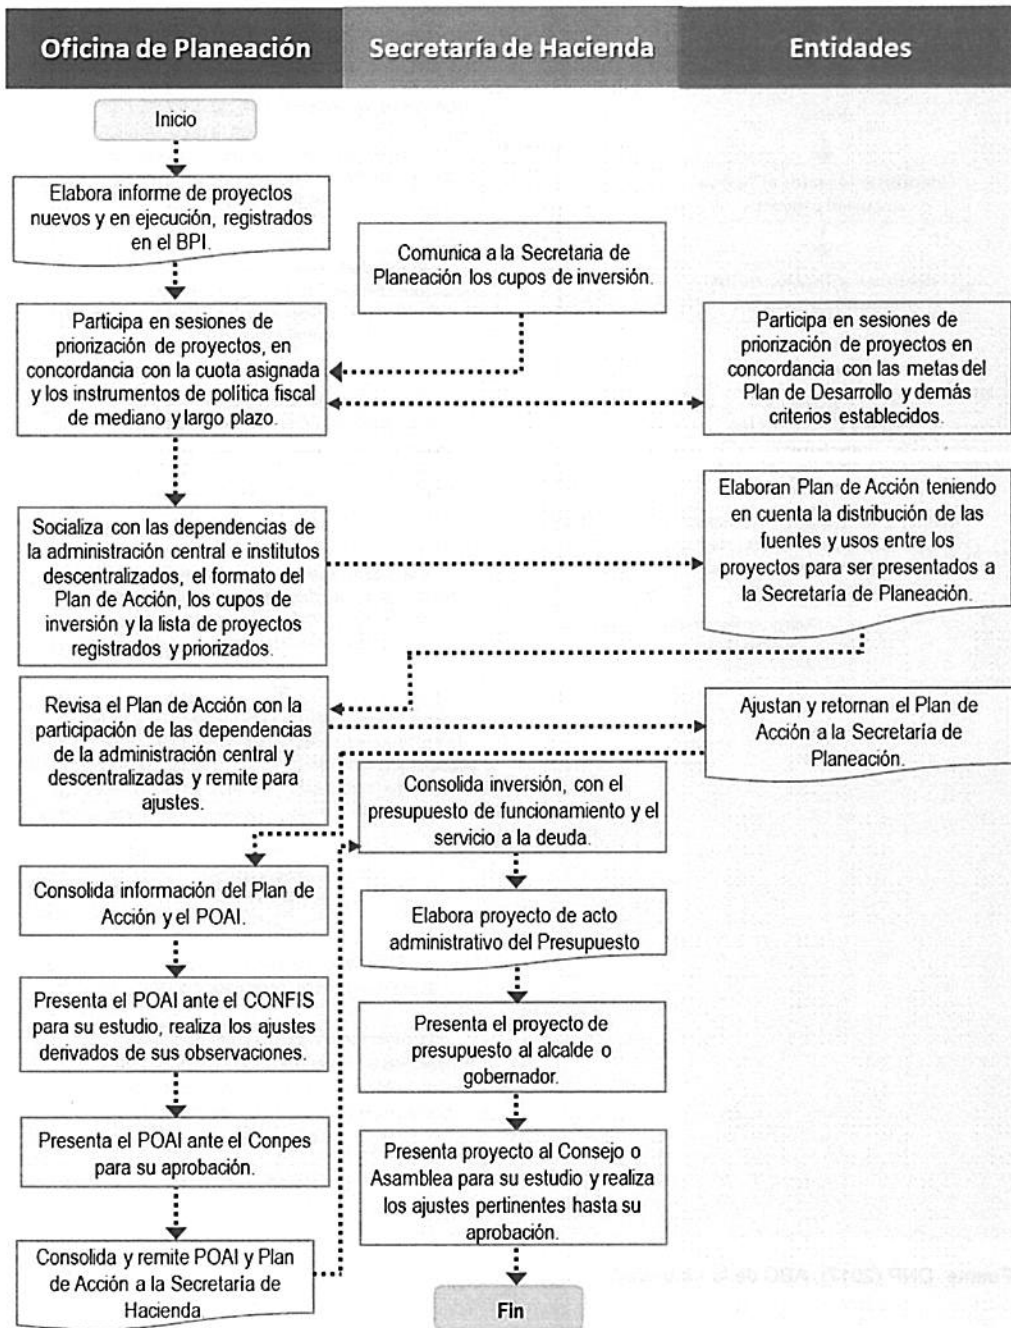 Oficina de Planeación
Secretaría de Hacienda
Entidades
Inicio
Elabora informe de proyectos
nuevos y en ejecución, registrados
en el BPI.
Comunica a la Secretaria de
Planeación los cupos de inversión.
Participa en sesiones de
priorización de proyectos, en
concordancia con la cuota asignada
y los instrumentos de política fiscal
de mediano y largo plazo.
Participa en sesiones de
priorización de proyectos en
concordancia con las metas del
Plan de Desarrollo y demás
criterios establecidos.
Socializa con las dependencias de
la administración central e institutos
descentralizados, el formato del
Plan de Acción, los cupos de
inversión y la lista de proyectos
registrados y priorizados.
Elaboran Plan de Acción teniendo
en cuenta la distribución de las
fuentes y usos entre los
proyectos para ser presentados a
la Secretaría de Planeación.
Revisa el Plan de Acción con la
participación de las dependencias
de la administración central y
descentralizadas y remite para
ajustes.
Ajustan y retornan el Plan de
Acción a la Secretaría de
Planeación.
Consolida inversión, con el
presupuesto de funcionamiento y el
servicio a la deuda.
Consolida información del Plan de
Acción y el POAI.
Elabora proyecto de acto
administrativo del Presupuesto
Presenta el POAI ante el CONFIS
para su estudio, realiza los ajustes
derivados de sus observaciones.
Presenta el proyecto de
presupuesto al alcalde o
gobernador.
Presenta el POAI ante el Conpes
para su aprobación.
Presenta proyecto al Consejo o
Asamblea para su estudio y realiza
los ajustes pertinentes hasta su
aprobación.
Consolida y remite POAI y Plan
de Acción a la Secretaría de
Hacienda.
Fin